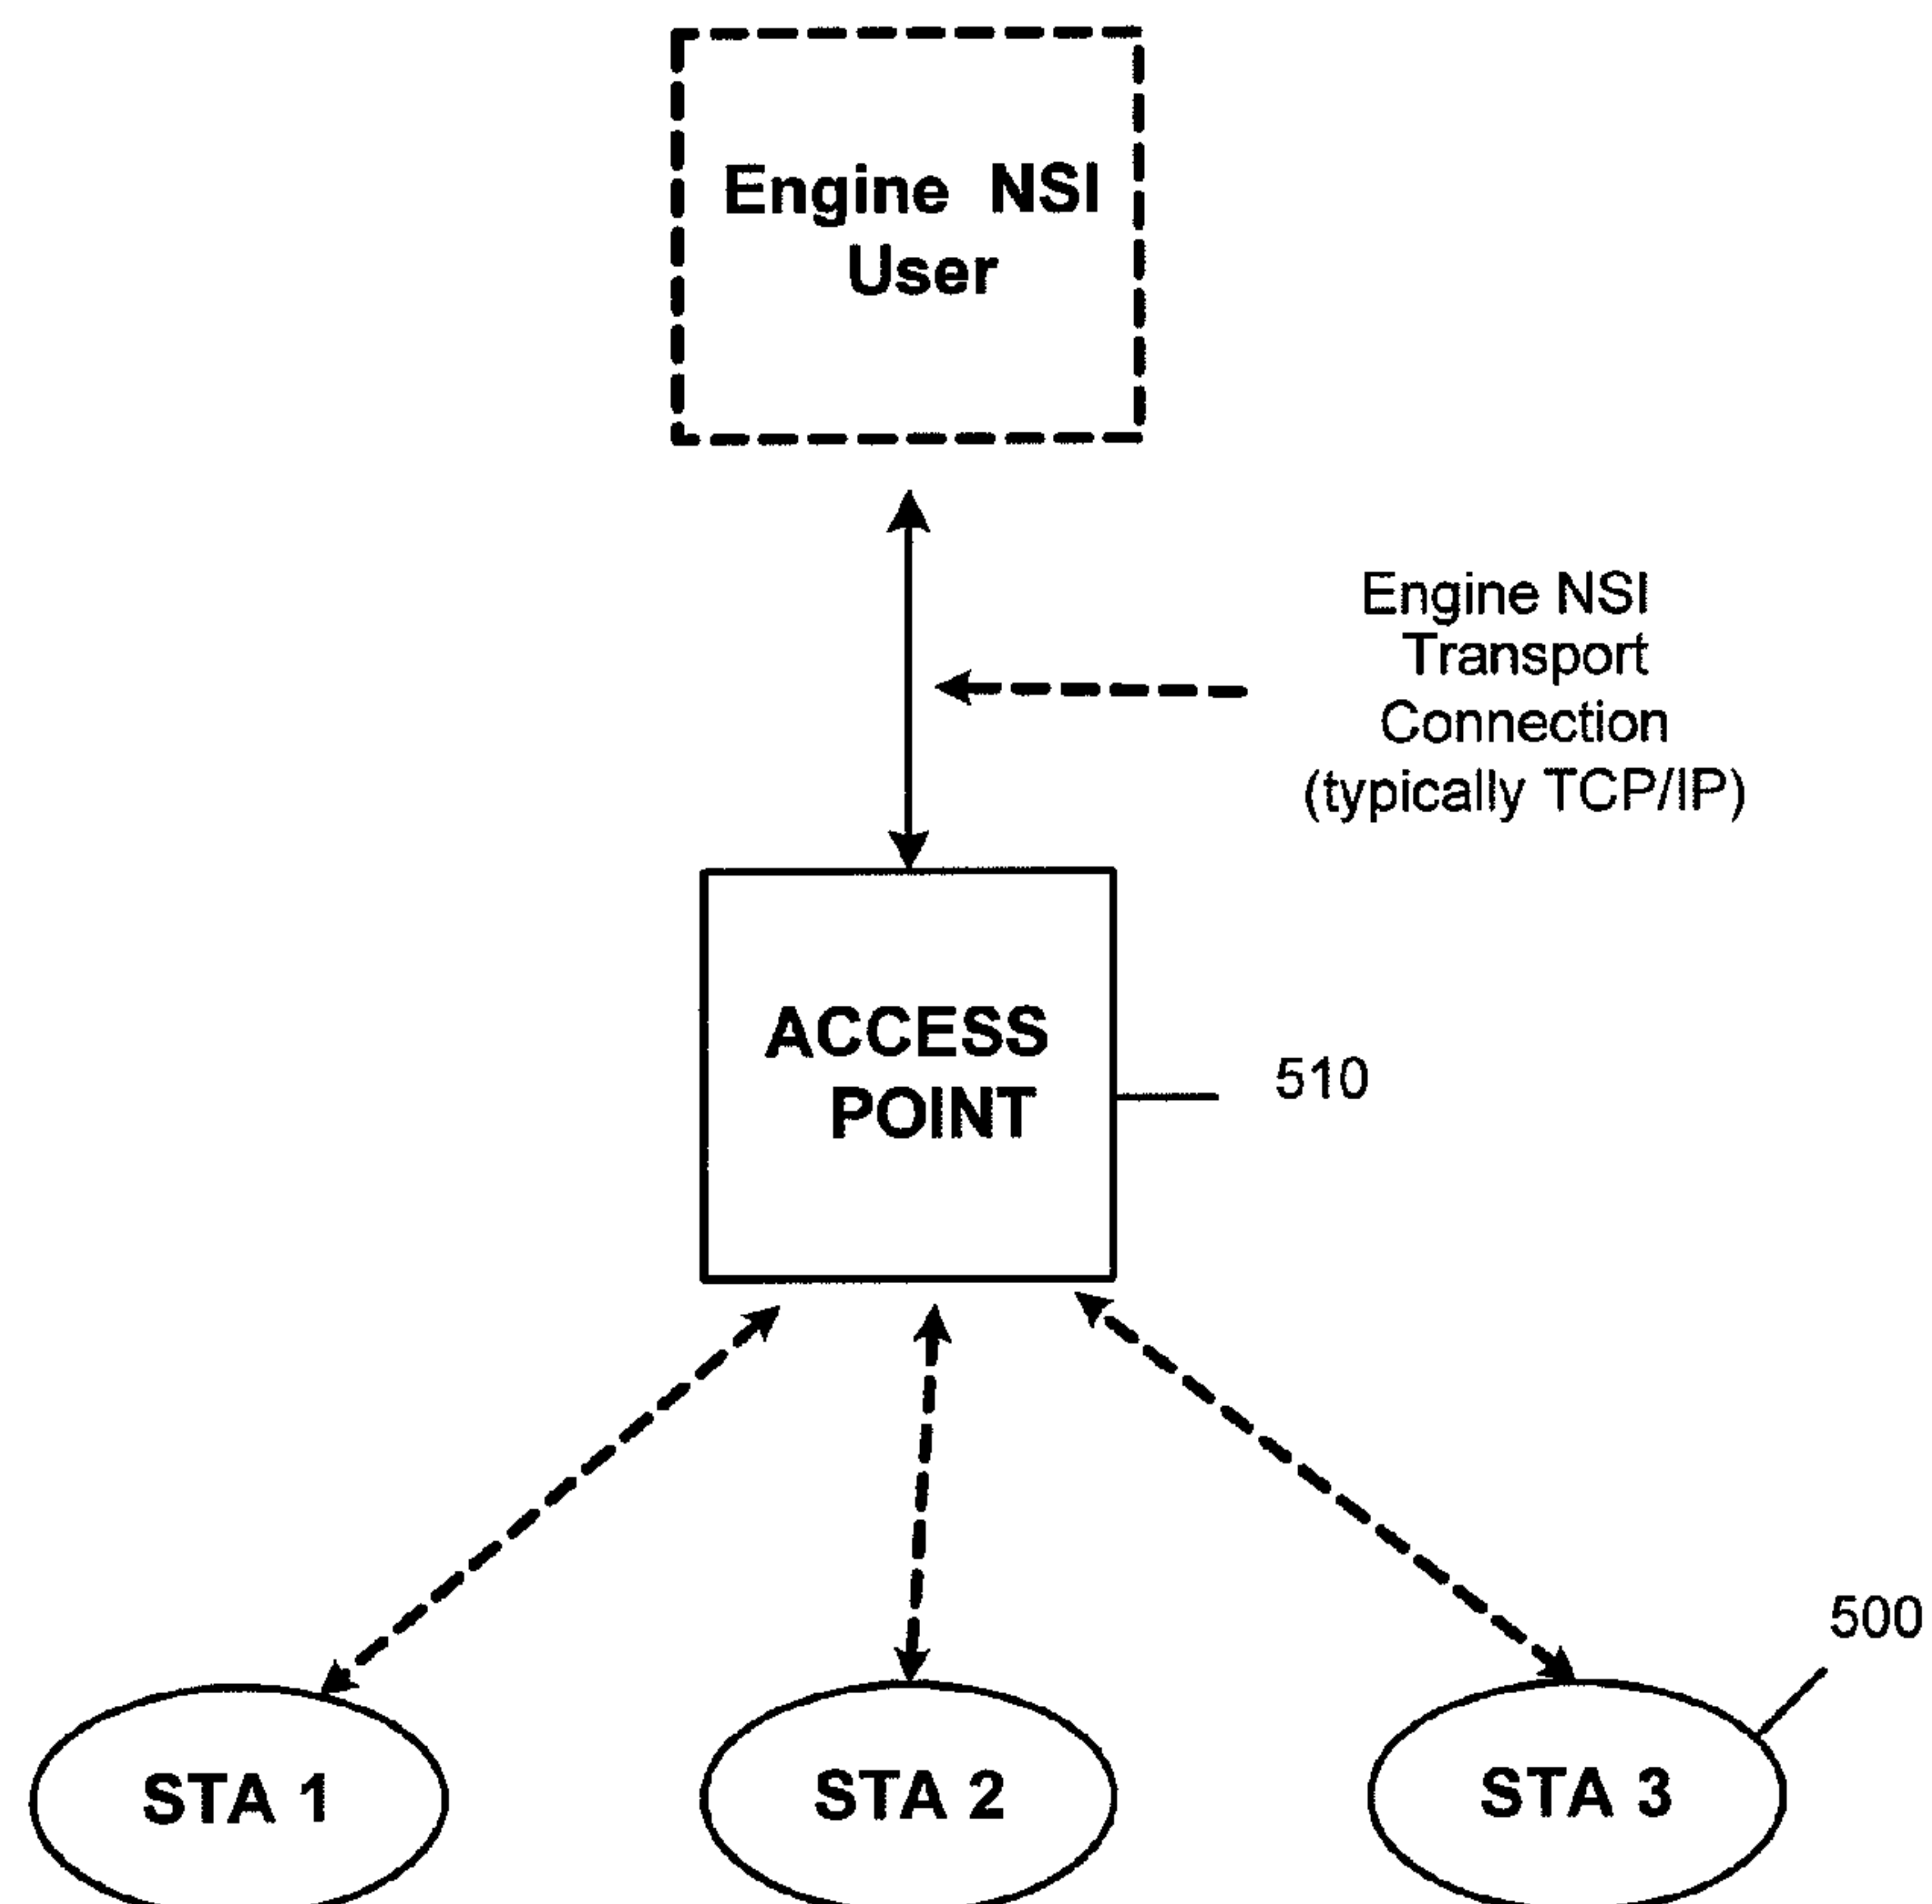 Engine NSI
User
Engine NSI
Transport
Connection
(typically TCP/IP)
ACCESS
POINT
510
500
STA 1
STA 2
STA 3